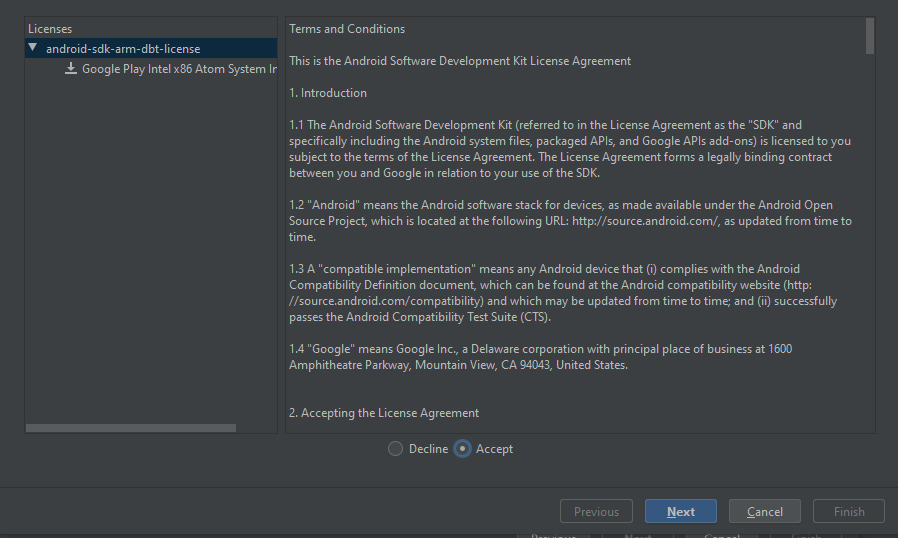 Licenses
android-sdk-arm-dbt-license
Google Play Intel x86 Atom System
Terms and Conditions
This is the Android Software Development Kit License Agreement
1. Introduction
1.1 The Android Software Development Kit (referred to in the License Agreement as the "SDK" and
specifically including the Android system files, packaged APIs, and Google APIs add-ons) is licensed to you
subject to the terms of the License Agreement. The License Agreement forms a legally binding contract
between you and Google in relation to your use of the SDK.
1.2 "Android" means the Android software stack for devices, as made available under the Android Open
Source Project, which is located at the following URL: http://source.android.com/, as updated from time to
time.
1.3 A "compatible implementation" means any Android device that (i) complies with the Android
Compatibility Definition document, which can be found at the Android compatibility website (http:
//source.android.com/compatibility) and which may be updated from time to time; and (ii) successfully
passes the Android Compatibility Test Suite (CTS).
1.4 "Google" means Google Inc., a Delaware corporation with principal place of business at 1600
Amphitheatre Parkway, Mountain View, CA 94043, United States.
2. Accepting the License Agreement
Decline Accept
Previous Next Cancel Finish